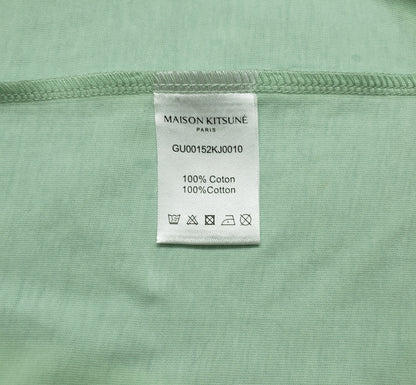 MAISON KITSUNÉ
PARIS
GU00152KJ0010
100% Coton
100%Cotton